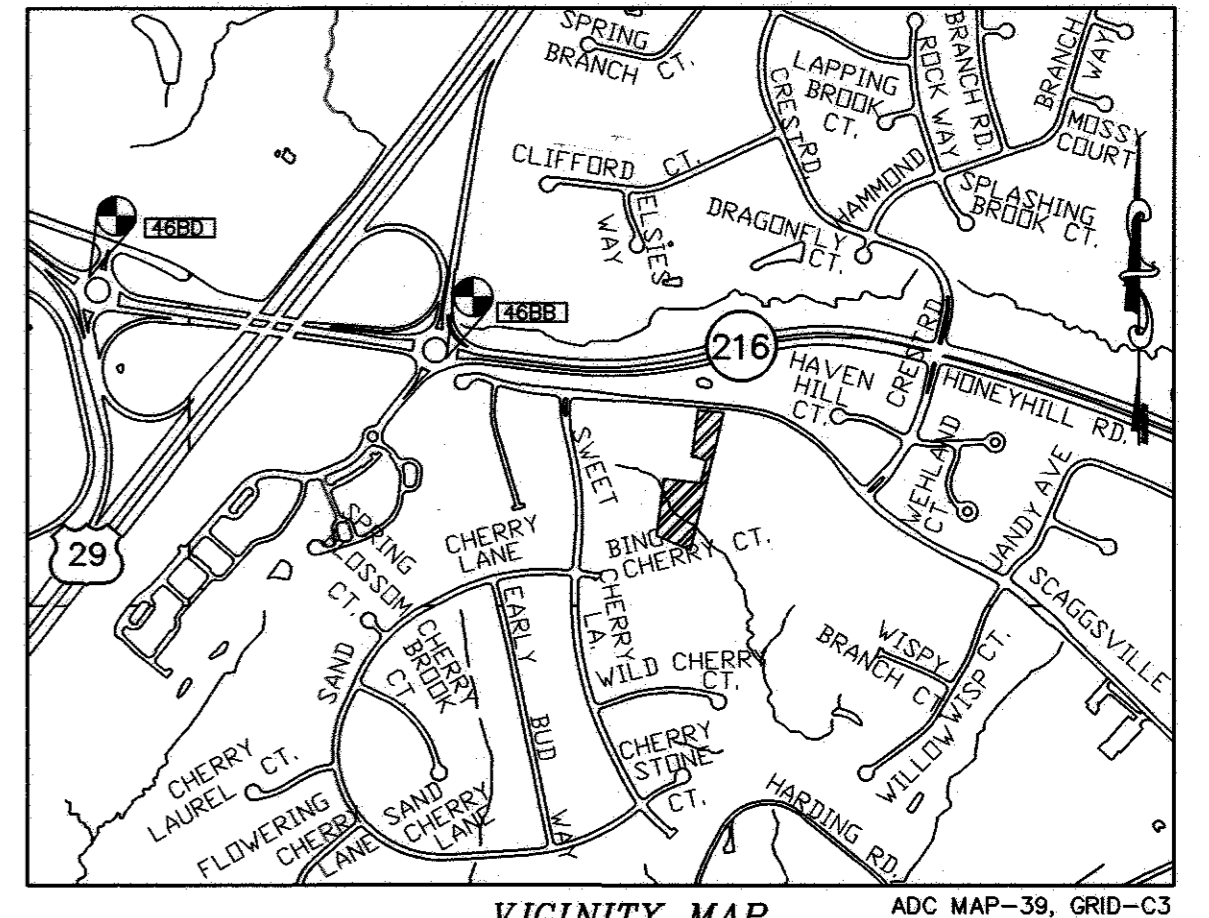 SPRING
BRANCH CT.
CREST RD.
LAPPING
BROOK
CT.
ROCK WAY
BRANCH RD.
BRANCH
WAY
MOSSY
COURT
CLIFFORD CT.
ELSIES
WAY
HAMMOND
SPLASHING
BROOK CT.
DRAGONFLY
CT.
46BD
46BB
216
HAVEN
HILL
CT.
CREST RD.
HONEYHILL RD.
WEHLAND
CT.
JANDY AVE
SWEET
29
SPRING
CT.
CHERRY
LANE
CHERRY CT.
CHERRY
LA.
EARLY
BUD
WAY
SAND
CHERRY
BROOK
CT
WILD CHERRY
CT.
WISPY
BRANCH CT
WILLOW WISP CT.
SCAGGSVILLE
CHERRY
STONE
CT.
CHERRY
LAUREL CT.
FLOWERING
CHERRY
LANE
SAND
CHERRY
LANE
HARDING RD.
VICINITY MAP
ADC MAP-39, GRID-C3